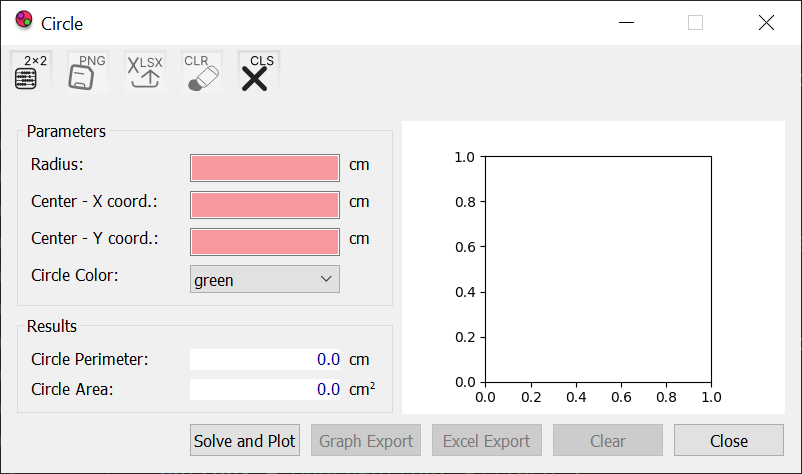 Circle
2×2 PNG XLSX CLR CLS
Parameters
Radius: cm
Center - X coord.: cm
Center - Y coord.: cm
Circle Color: green
Results
Circle Perimeter: 0.0 cm
Circle Area: 0.0 cm²
1.0
0.8
0.6
0.4
0.2
0.0
0.0 0.2 0.4 0.6 0.8 1.0
Solve and Plot Graph Export Excel Export Clear Close